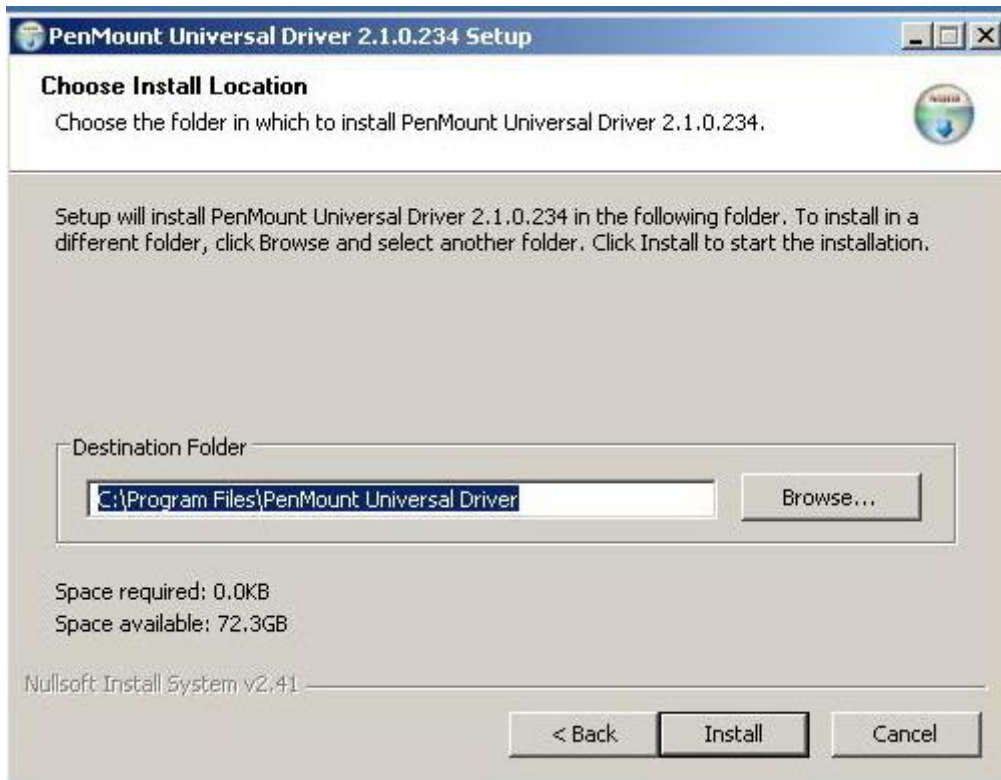 PenMount Universal Driver 2.1.0.234 Setup
Choose Install Location
Choose the folder in which to install PenMount Universal Driver 2.1.0.234.
Setup will install PenMount Universal Driver 2.1.0.234 in the following folder. To install in a
different folder, click Browse and select another folder. Click Install to start the installation.
Destination Folder
C:\Program Files\PenMount Universal Driver
Browse...
Space required: 0.0KB
Space available: 72.3GB
Nullsoft Install System v2.41
< Back
Install
Cancel